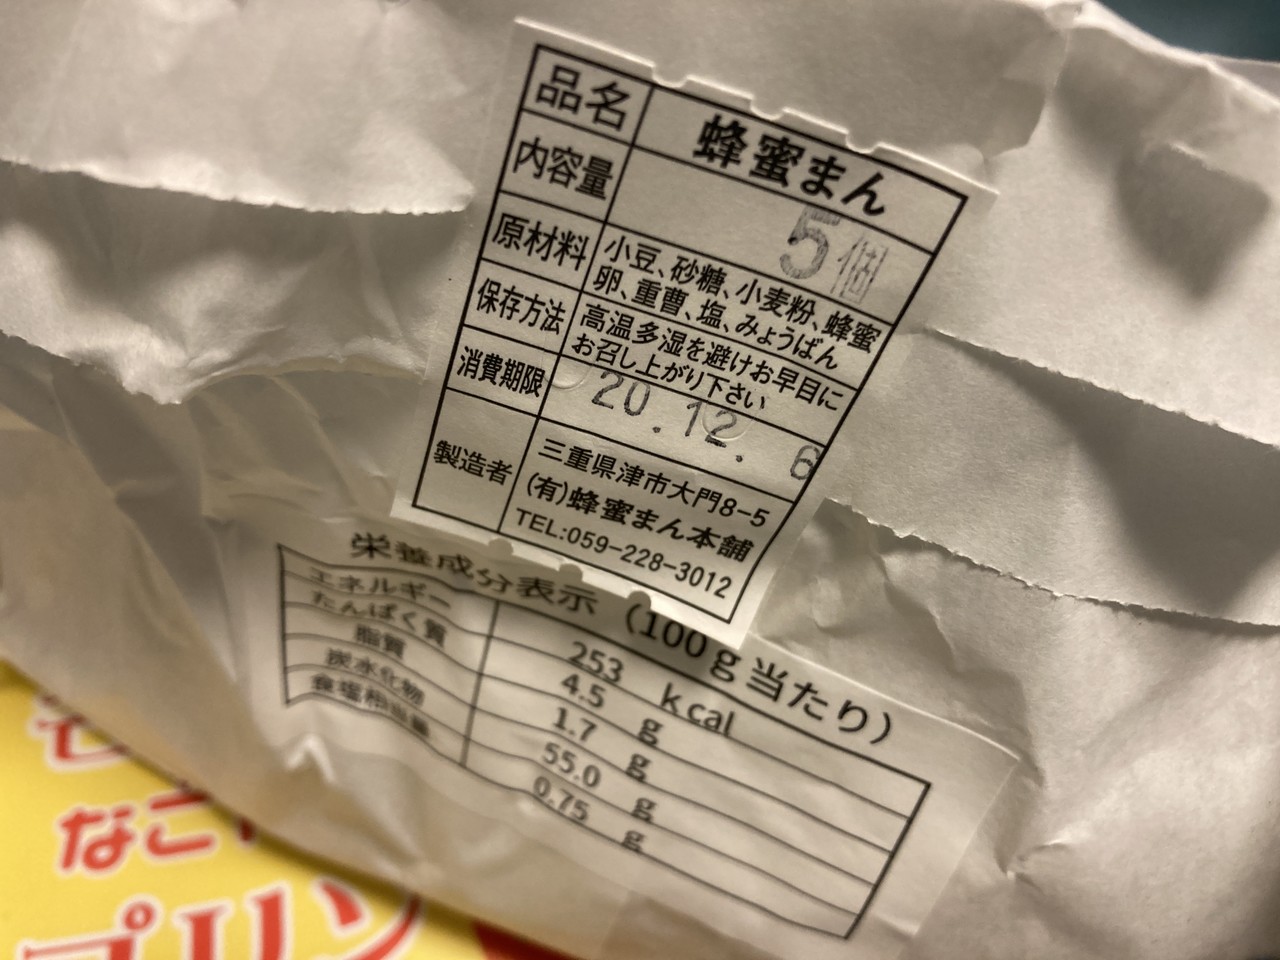 品名 蜂蜜まん
内容量 5個
原材料 小豆、砂糖、小麦粉、蜂蜜
卵、重曹、塩、みょうばん
保存方法 高温多湿を避けお早目に
お召し上がり下さい
消費期限 20.12.6
製造者 三重県津市大門8-5
(有)蜂蜜まん本舗
TEL:059-228-3012
栄養成分表示(100g当たり)
エネルギー 253 kcal
たんぱく質 4.5 g
脂質 1.7 g
炭水化物 55.0 g
食塩相当量 0.75 g
なご
プリン